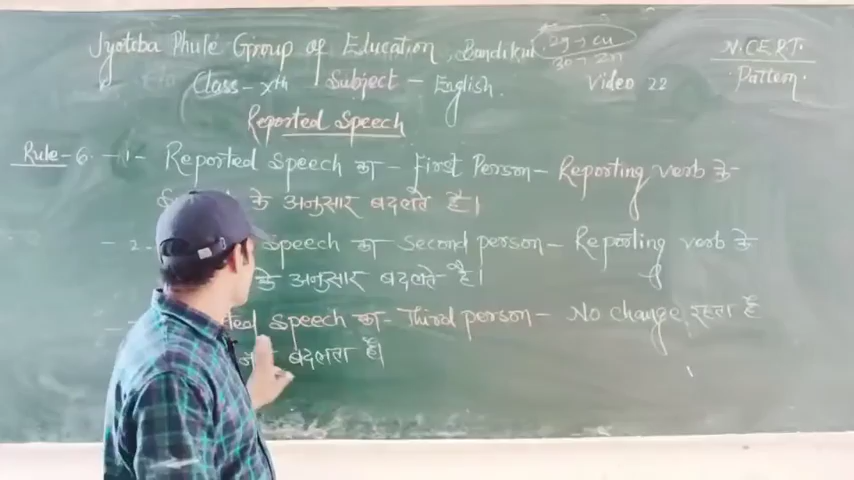 Jyotoba Phule Group of Education, Bandikui
N.C.E.R.T.
Class - Xth Subject - English. Video 22 Pattern
Reported Speech
Rule - 6. - 1 - Reported Speech का - First Person - Reporting verb के -
के अनुसार बदलते है।
- 2. speech का Second person - Reporting verb के
के अनुसार बदलते है।
speech का - Third person - No change रहता है
बदलता है।